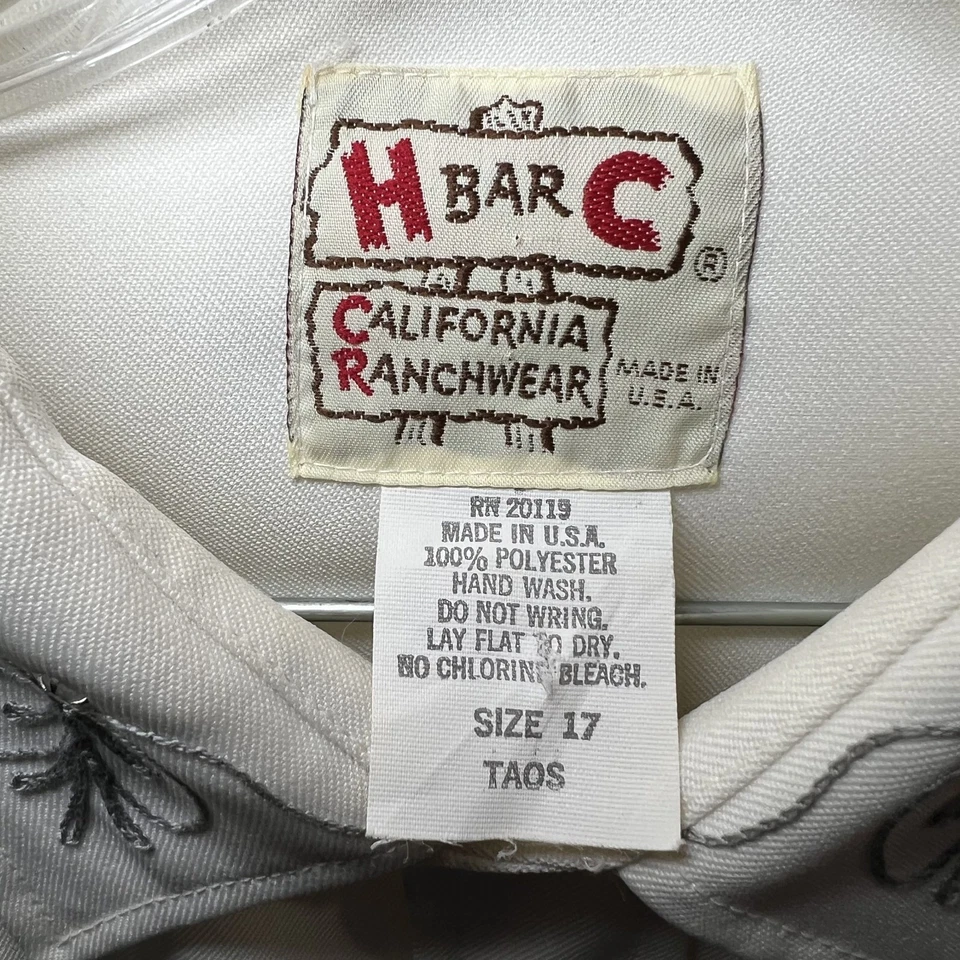 H BAR C
®
CALIFORNIA
RANCHWEAR
MADE IN
U.S.A.
RN 20119
MADE IN U.S.A.
100% POLYESTER
HAND WASH.
DO NOT WRING.
LAY FLAT TO DRY.
NO CHLORINE BLEACH.
SIZE 17
TAOS